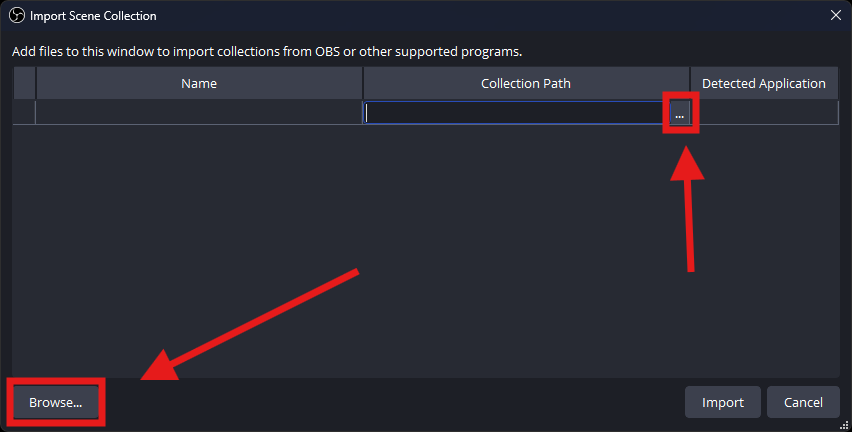 Import Scene Collection
Add files to this window to import collections from OBS or other supported programs.
Name Collection Path Detected Application
...
Browse... Import Cancel